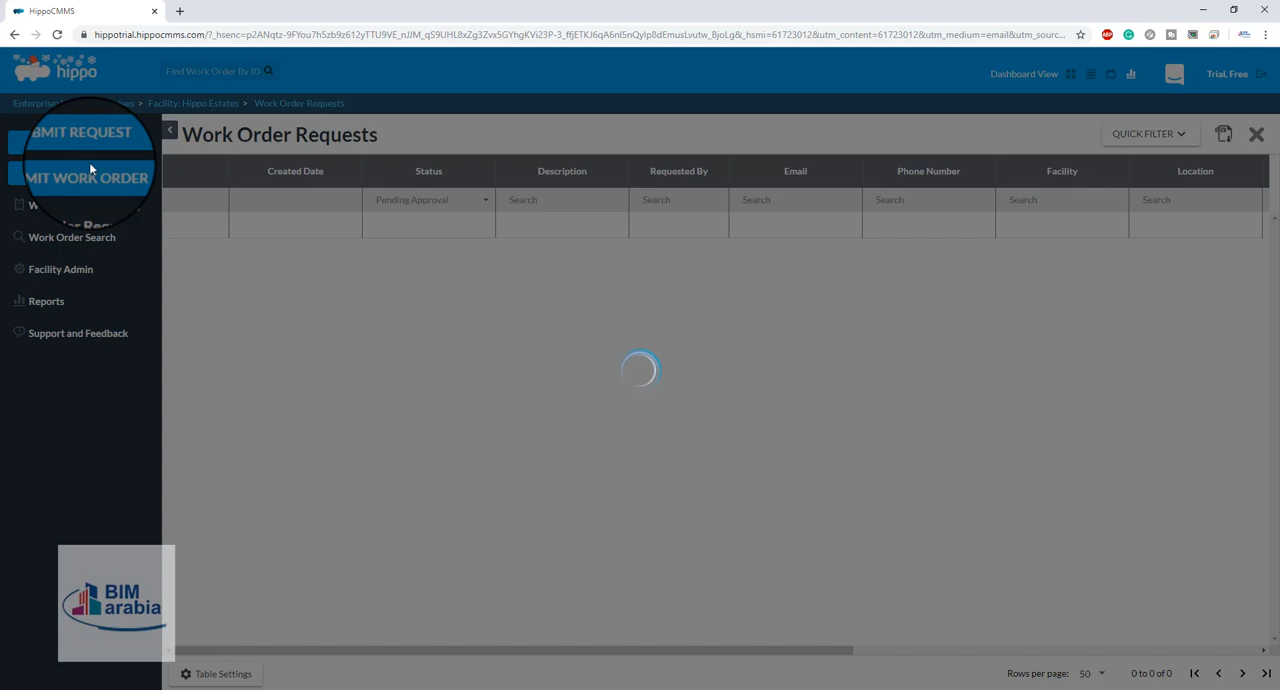 HippoCMMS
hippotrial.hippocmms.com/?_hsenc=p2ANqtz-9FYou7h5zb9z612yTTU9VE_nJJM_qS9UHL8xZg3Zvx5GYHgKVi23P-3_ffjETKJ6qA6nI5nQylp8dEmusLvutw_BjoLg&_hsmi=61723012&utm_content=61723012&utm_medium=email&utm_sourc...
hippo
Find Work Order By ID
Dashboard View
Trial, Free
Enterprise:
Facility: Hippo Estates > Work Order Requests
BMIT REQUEST
MIT WORK ORDER
Work Order Search
Facility Admin
Reports
Support and Feedback
Work Order Requests
QUICK FILTER
Created Date Status Description Requested By Email Phone Number Facility Location
Pending Approval Search Search Search Search Search Search
BIM
arabia
Table Settings
Rows per page: 50 0 to 0 of 0